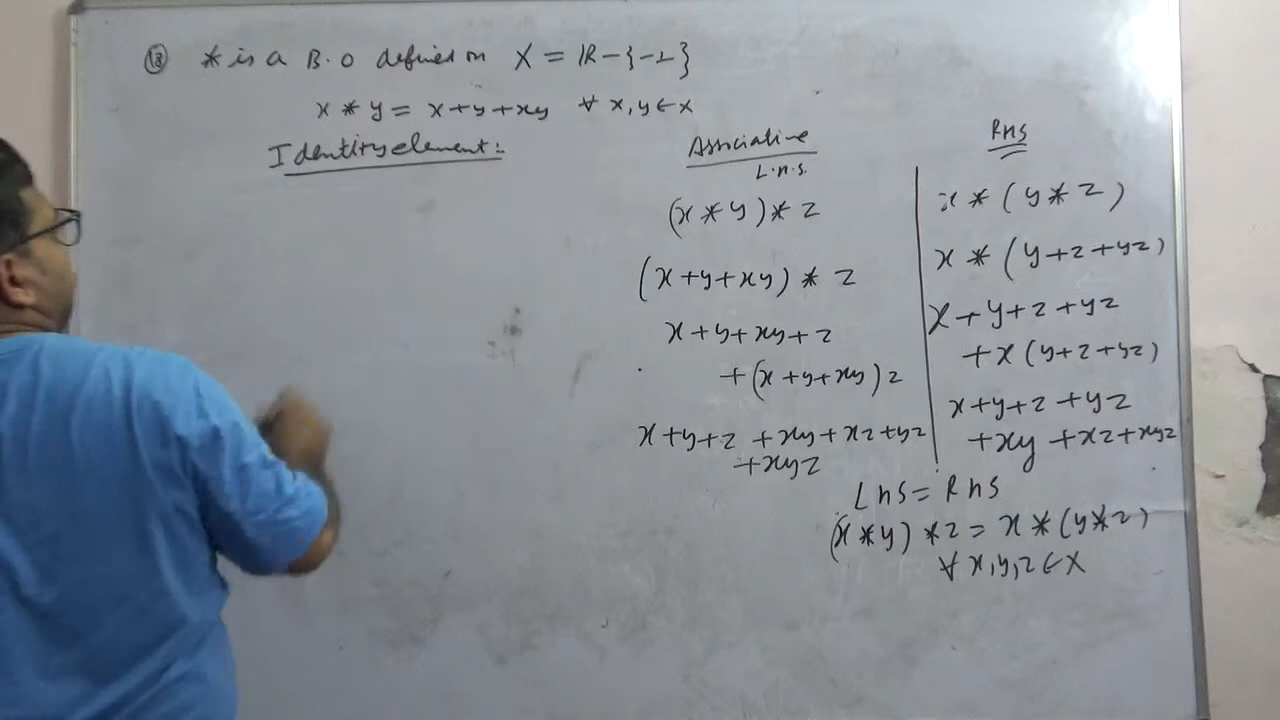 (13) * is a B.O defined on X = IR - {-1}
x * y = x+y+xy ∀ x,y ∈ x
Identity element:
Associative
L.h.s.
(x * y) * z
(x+y+xy) * z
x+y+xy+z
+(x+y+xy)z
x+y+z +xy+xz+yz
+xyz
Rhs
x * (y * z)
x * (y+z+yz)
x+y+z+yz
+x(y+z+yz)
x+y+z+yz
+xy +xz+xyz
Lhs = Rhs
(x*y) *z = x*(y*z)
∀ x,y,z ∈ X